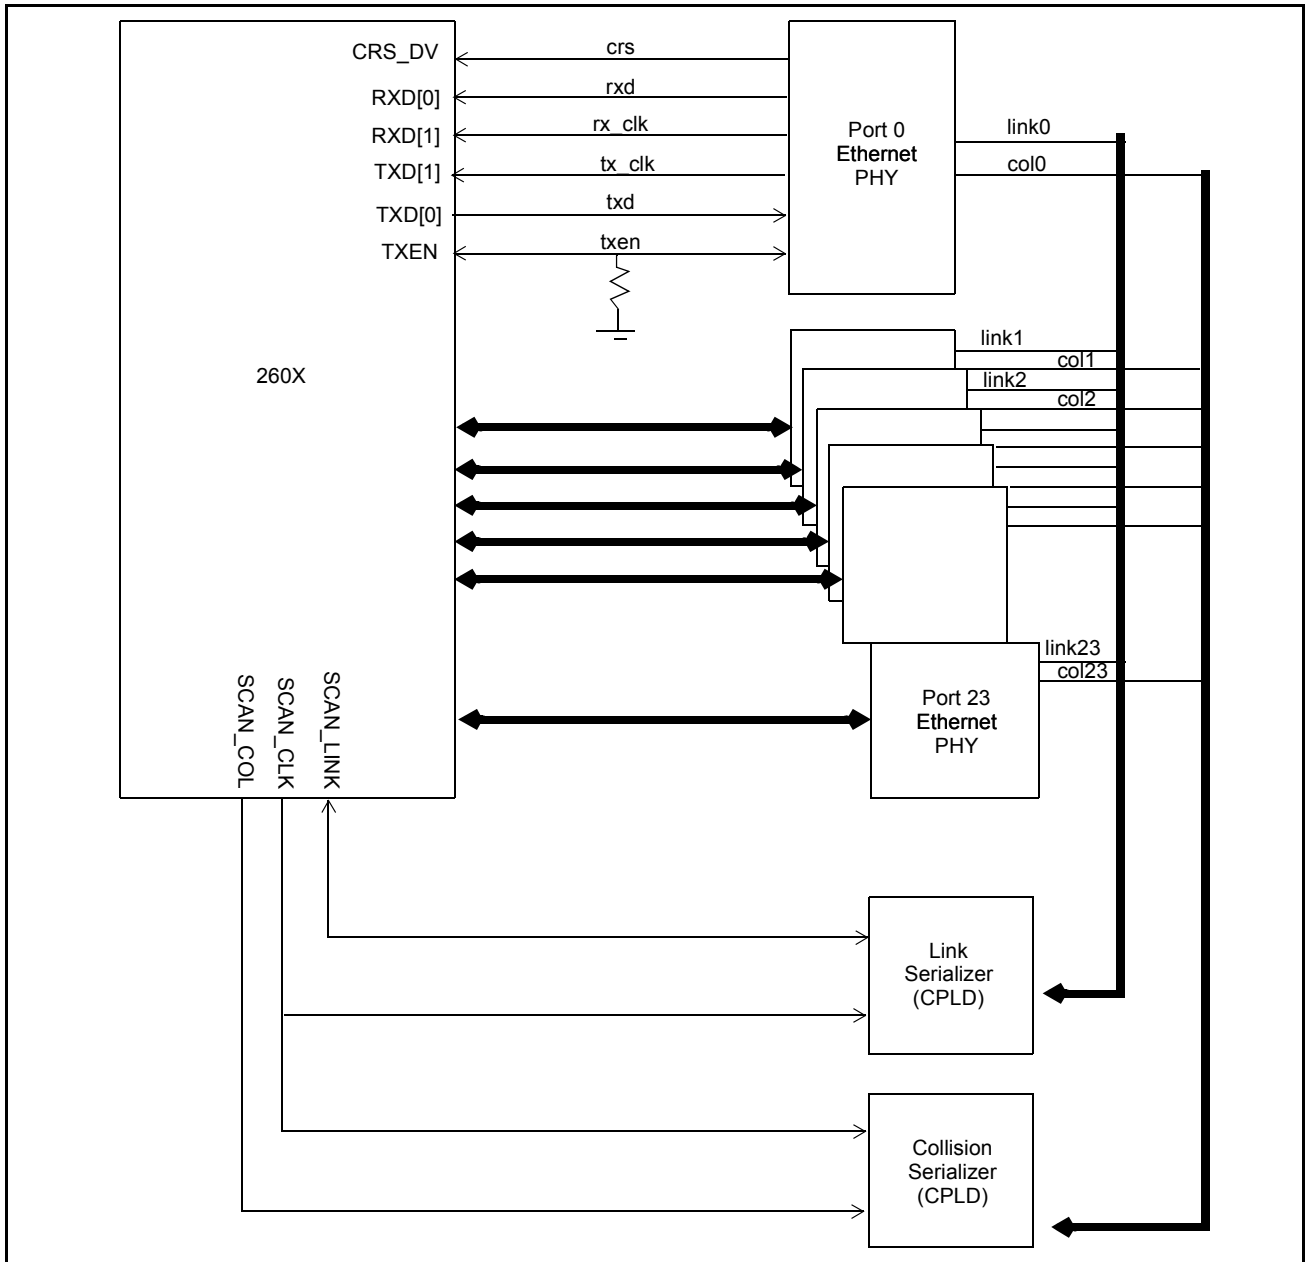 CRS_DV
crs
RXD[0]
rxd
RXD[1]
rx_clk
TXD[1]
tx_clk
TXD[0]
txd
TXEN
txen
Port 0
Ethernet
PHY
link0
col0
260X
link1
col1
link2
col2
link23
col23
Port 23
Ethernet
PHY
SCAN_COL
SCAN_CLK
SCAN_LINK
Link
Serializer
(CPLD)
Collision
Serializer
(CPLD)